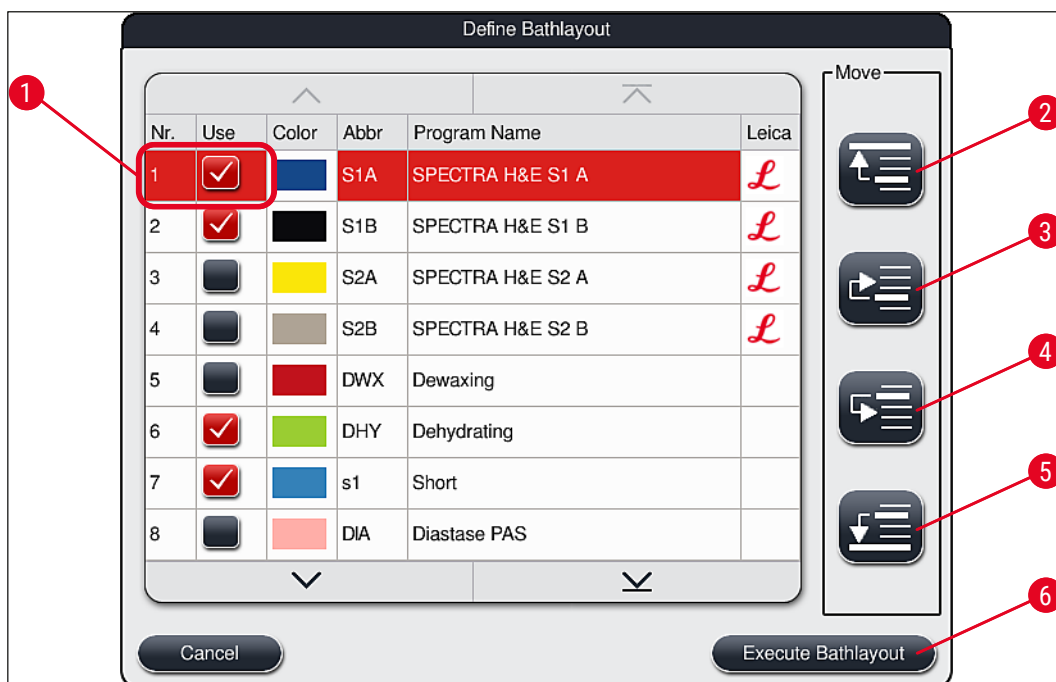 Define Bathlayout
Move
1
2
Nr. Use Color Abbr Program Name Leica
1 S1A SPECTRA H&E S1 A L
2 S1B SPECTRA H&E S1 B L
3
3 S2A SPECTRA H&E S2 A L
4 S2B SPECTRA H&E S2 B L
4
5 DWX Dewaxing
6 DHY Dehydrating
7 s1 Short
5
8 DIA Diastase PAS
6
Cancel Execute Bathlayout